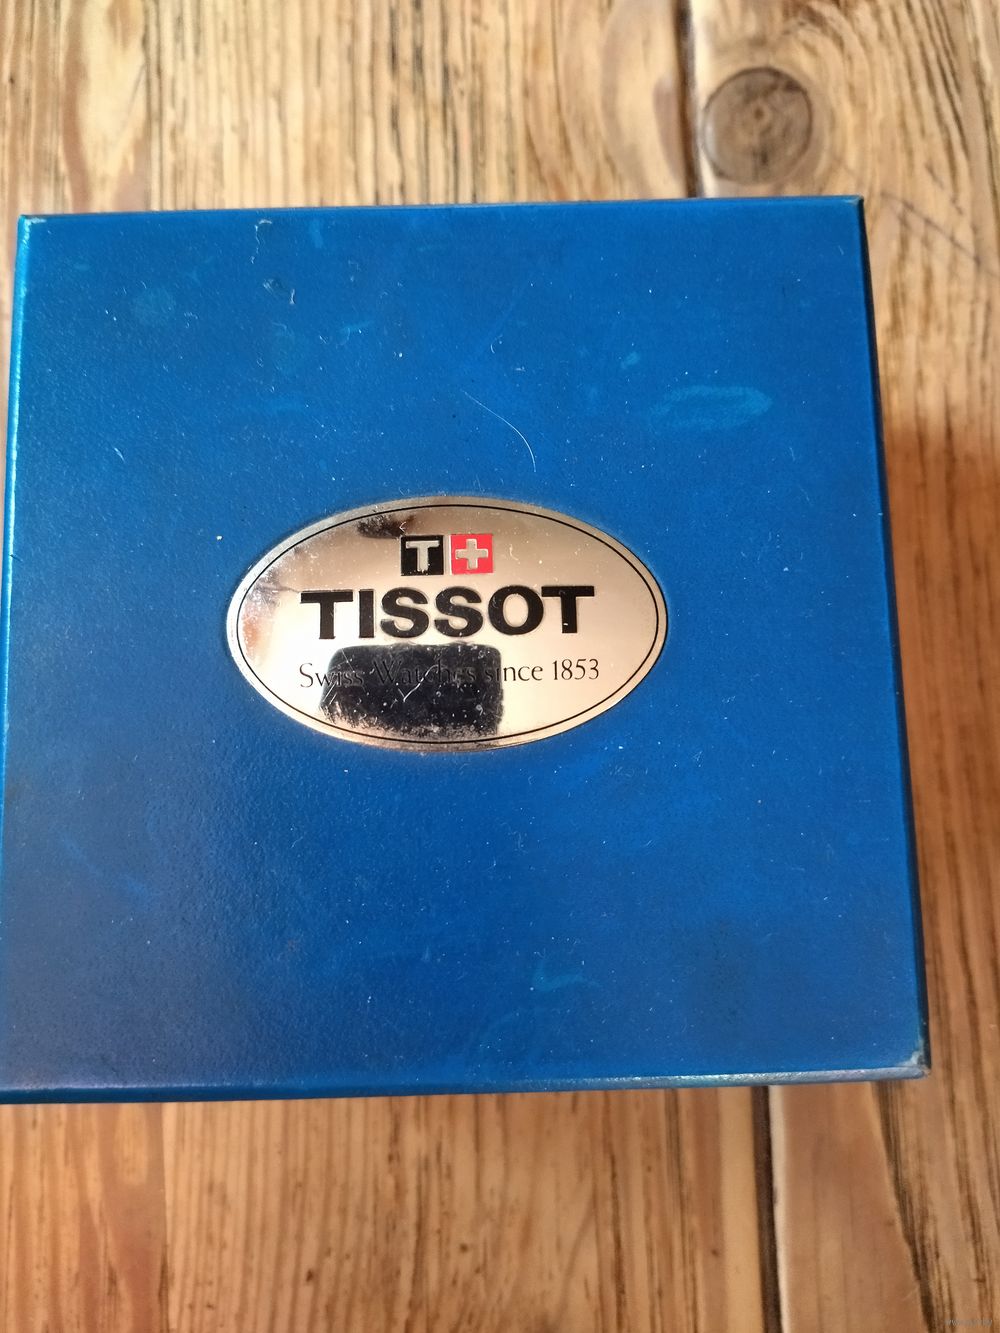 T+
TISSOT
Swiss Watches since 1853